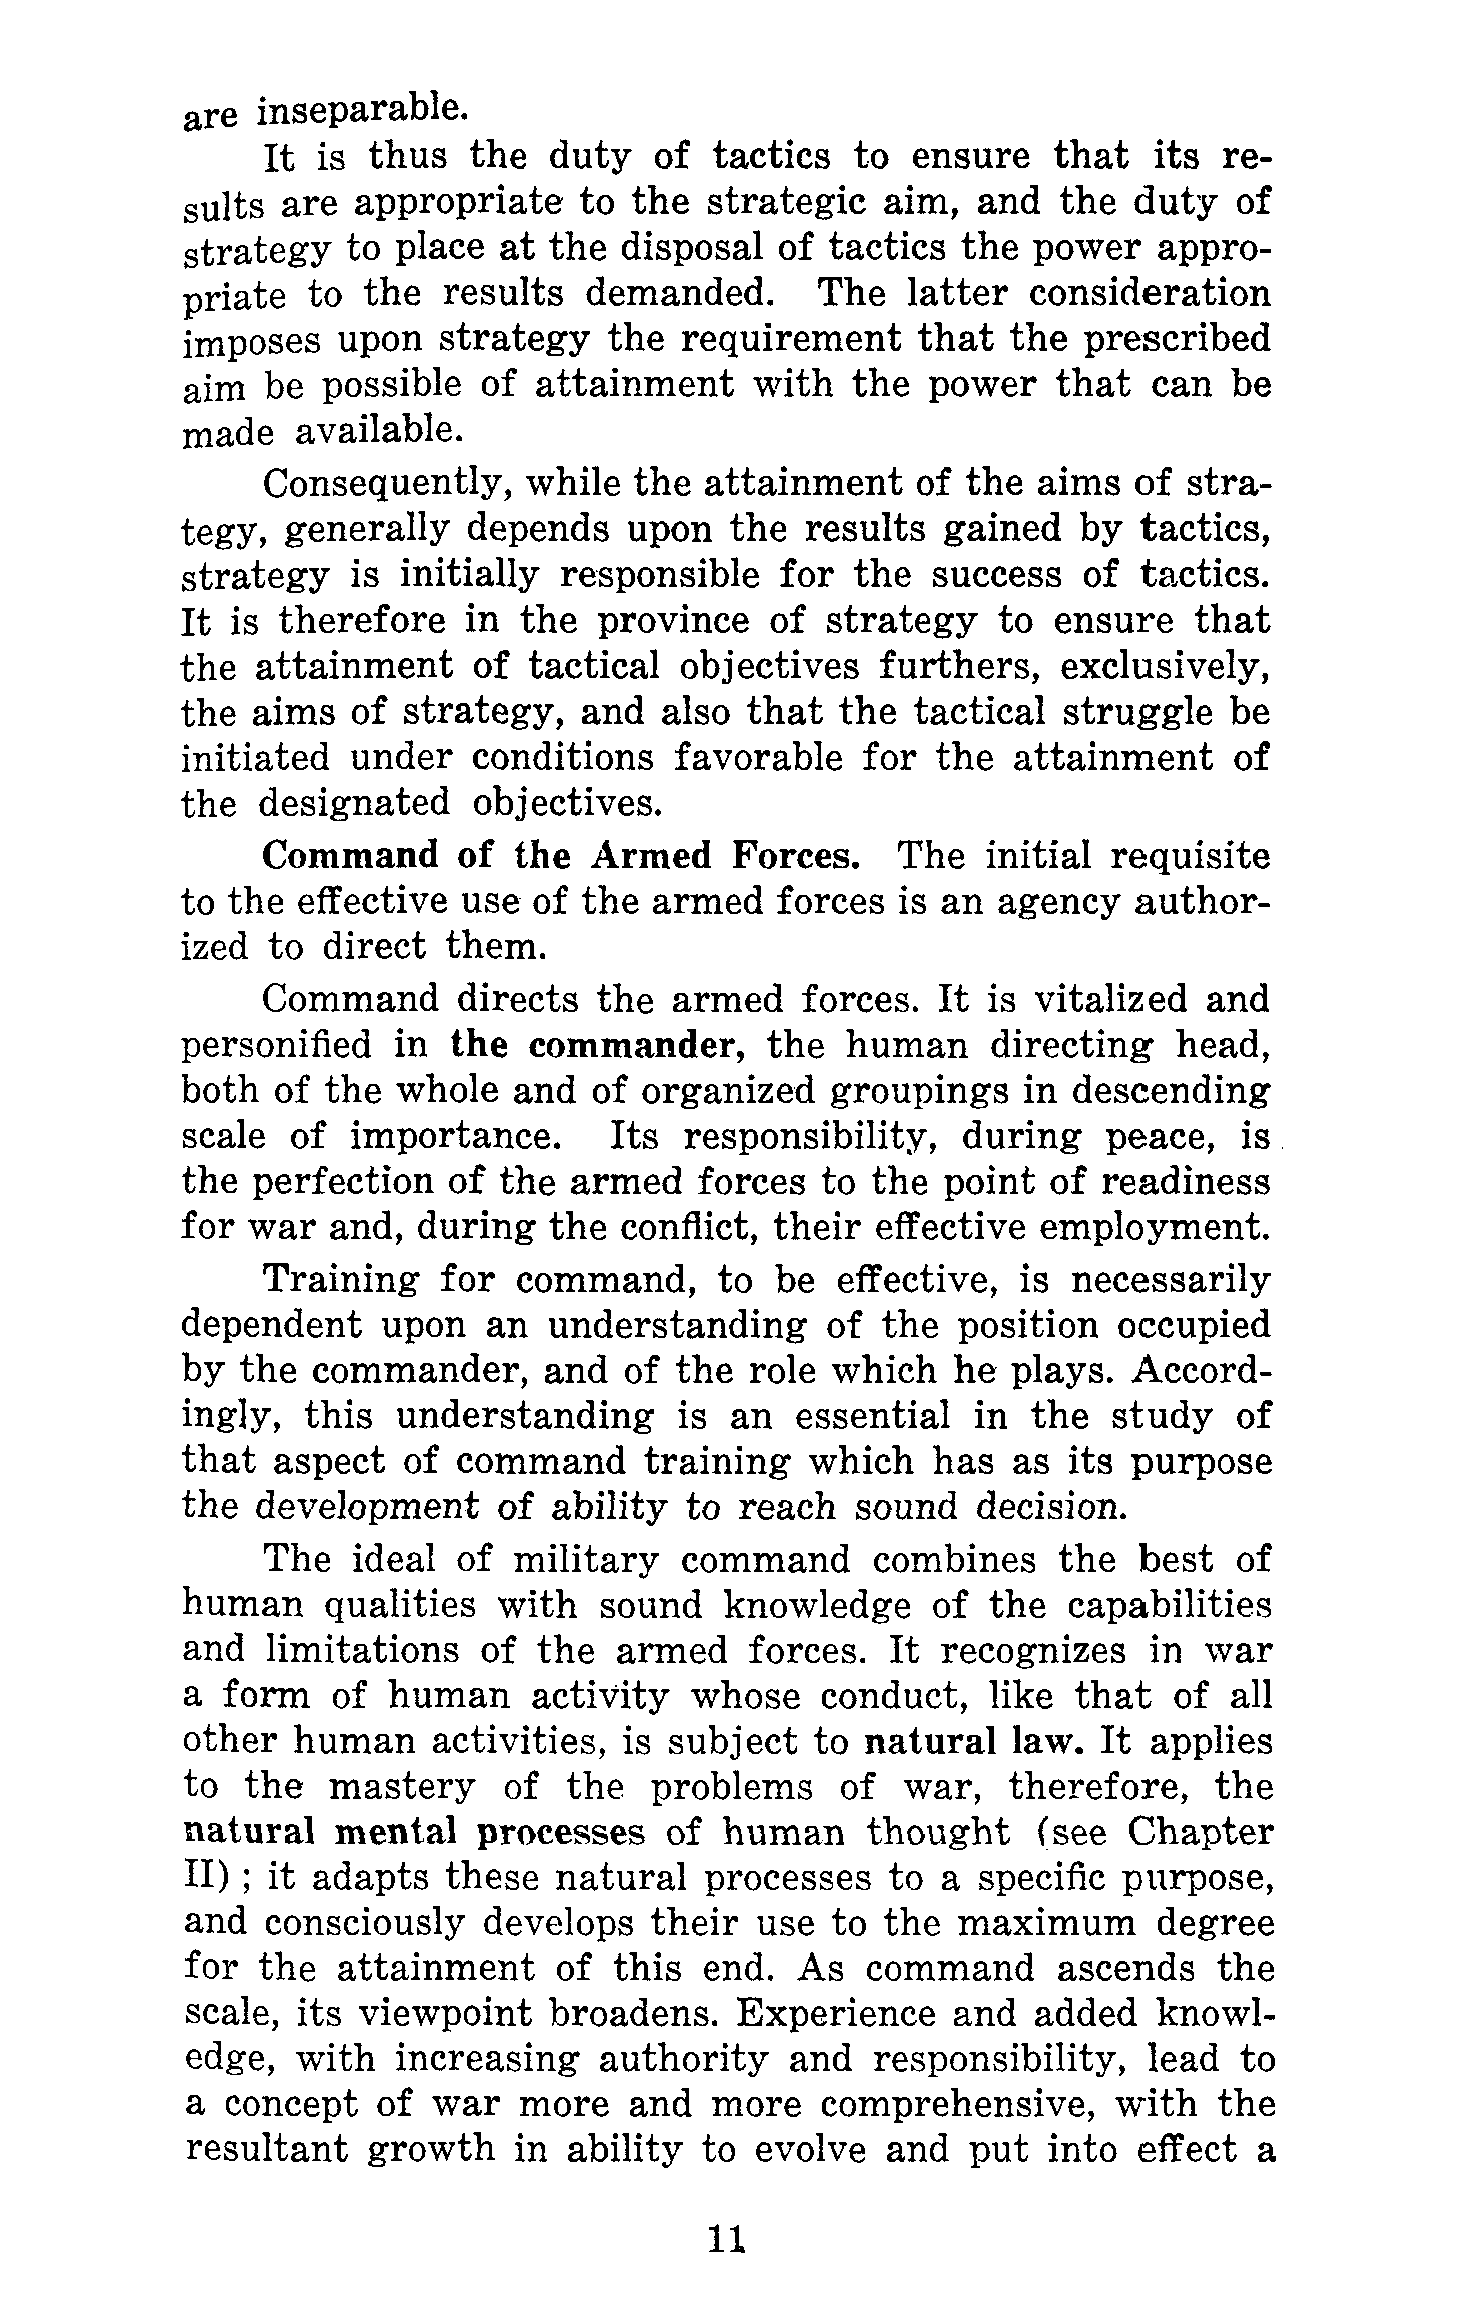 are inseparable.
It is thus the duty of tactics to ensure that its re-
sults are appropriate to the strategic aim, and the duty of
strategy to place at the disposal of tactics the power appro-
priate to the results demanded. The latter consideration
imposes upon strategy the requirement that the prescribed
aim be possible of attainment with the power that can be
made available.
Consequently, while the attainment of the aims of stra-
tegy, generally depends upon the results gained by tactics,
strategy is initially responsible for the success of tactics.
It is therefore in the province of strategy to ensure that
the attainment of tactical objectives furthers, exclusively,
the aims of strategy, and also that the tactical struggle be
initiated under conditions favorable for the attainment of
the designated objectives.
Command of the Armed Forces. The initial requisite
to the effective use of the armed forces is an agency author-
ized to direct them.
Command directs the armed forces. It is vitalized and
personified in the commander, the human directing head,
both of the whole and of organized groupings in descending
scale of importance. Its responsibility, during peace, is
the perfection of the armed forces to the point of readiness
for war and, during the conflict, their effective employment.
Training for command, to be effective, is necessarily
dependent upon an understanding of the position occupied
by the commander, and of the role which he plays. Accord-
ingly, this understanding is an essential in the study of
that aspect of command training which has as its purpose
the development of ability to reach sound decision.
The ideal of military command combines the best of
human qualities with sound knowledge of the capabilities
and limitations of the armed forces. It recognizes in war
a form of human activity whose conduct, like that of all
other human activities, is subject to natural law. It applies
to the mastery of the problems of war, therefore, the
natural mental processes of human thought (see Chapter
II) ; it adapts these natural processes to a specific purpose,
and consciously develops their use to the maximum degree
for the attainment of this end. As command ascends the
scale, its viewpoint broadens. Experience and added knowl-
edge, with increasing authority and responsibility, lead to
a concept of war more and more comprehensive, with the
resultant growth in ability to evolve and put into effect a
11